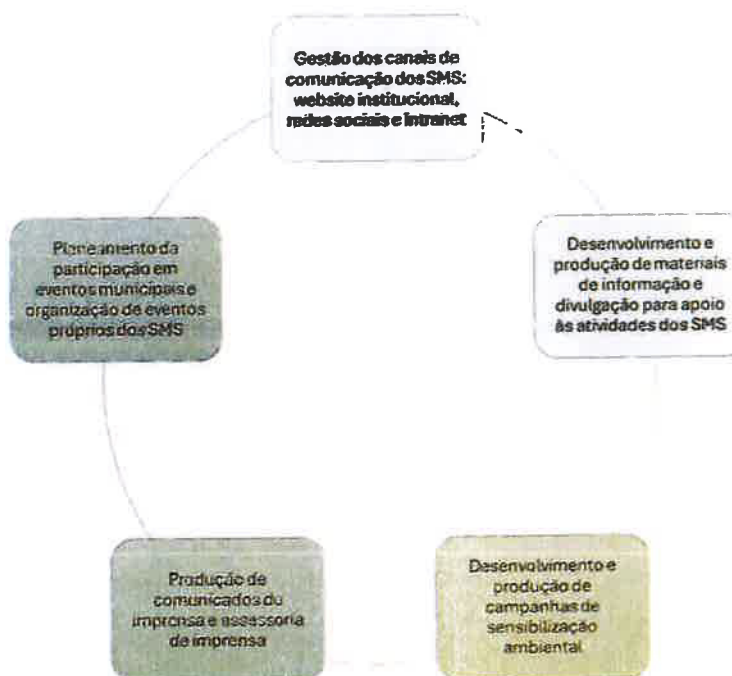 Gestão dos canais de
comunicação dos SMS:
website institucional,
redes sociais e Intranet
Desenvolvimento e
produção de materiais
de informação e
divulgação para apoio
às atividades dos SMS
Desenvolvimento e
produção de
campanhas de
sensibilização
ambiental
Produção de
comunicados de
imprensa e assessoria
de imprensa
Planeamento da
participação em
eventos municipais e
organização de eventos
próprios dos SMS